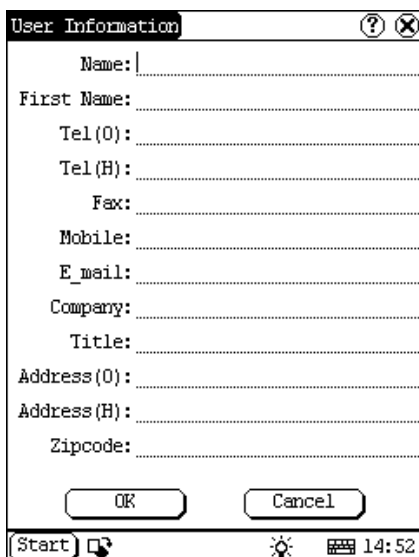 User Information ?
Name:
First Name:
Tel(O):
Tel(H):
Fax:
Mobile:
E_mail:
Company:
Title:
Address(O):
Address(H):
Zipcode:
OK Cancel
Start 14:52